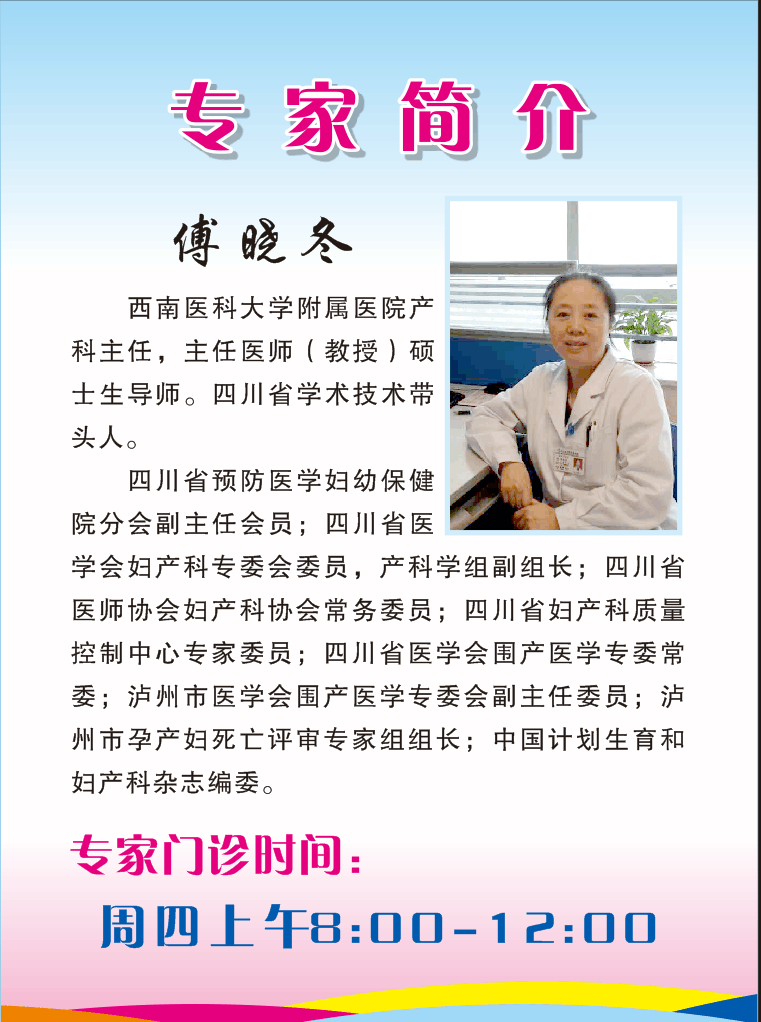 专家简介
傅晓冬
西南医科大学附属医院产
科主任，主任医师（教授）硕
士生导师。四川省学术技术带
头人。
四川省预防医学妇幼保健
院分会副主任会员；四川省医
学会妇产科专委会委员，产科学组副组长；四川省
医师协会妇产科协会常务委员；四川省妇产科质量
控制中心专家委员；四川省医学会围产医学专委常
委；泸州市医学会围产医学专委会副主任委员；泸
州市孕产妇死亡评审专家组组长；中国计划生育和
妇产科杂志编委。
专家门诊时间：
周四上午8:00-12:00